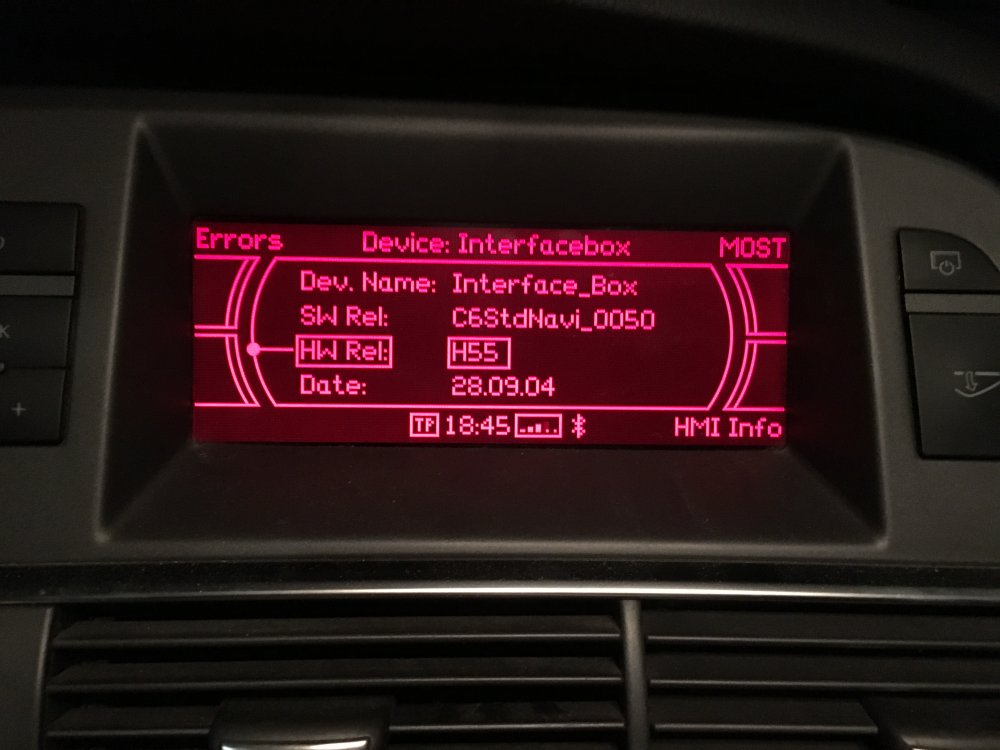 Errors Device: Interfacebox MOST
Dev. Name: Interface_Box
SW Rel: C6StdNavi_0050
HW Rel: H55
Date: 28.09.04
TP 18:45 HMI Info
K
+